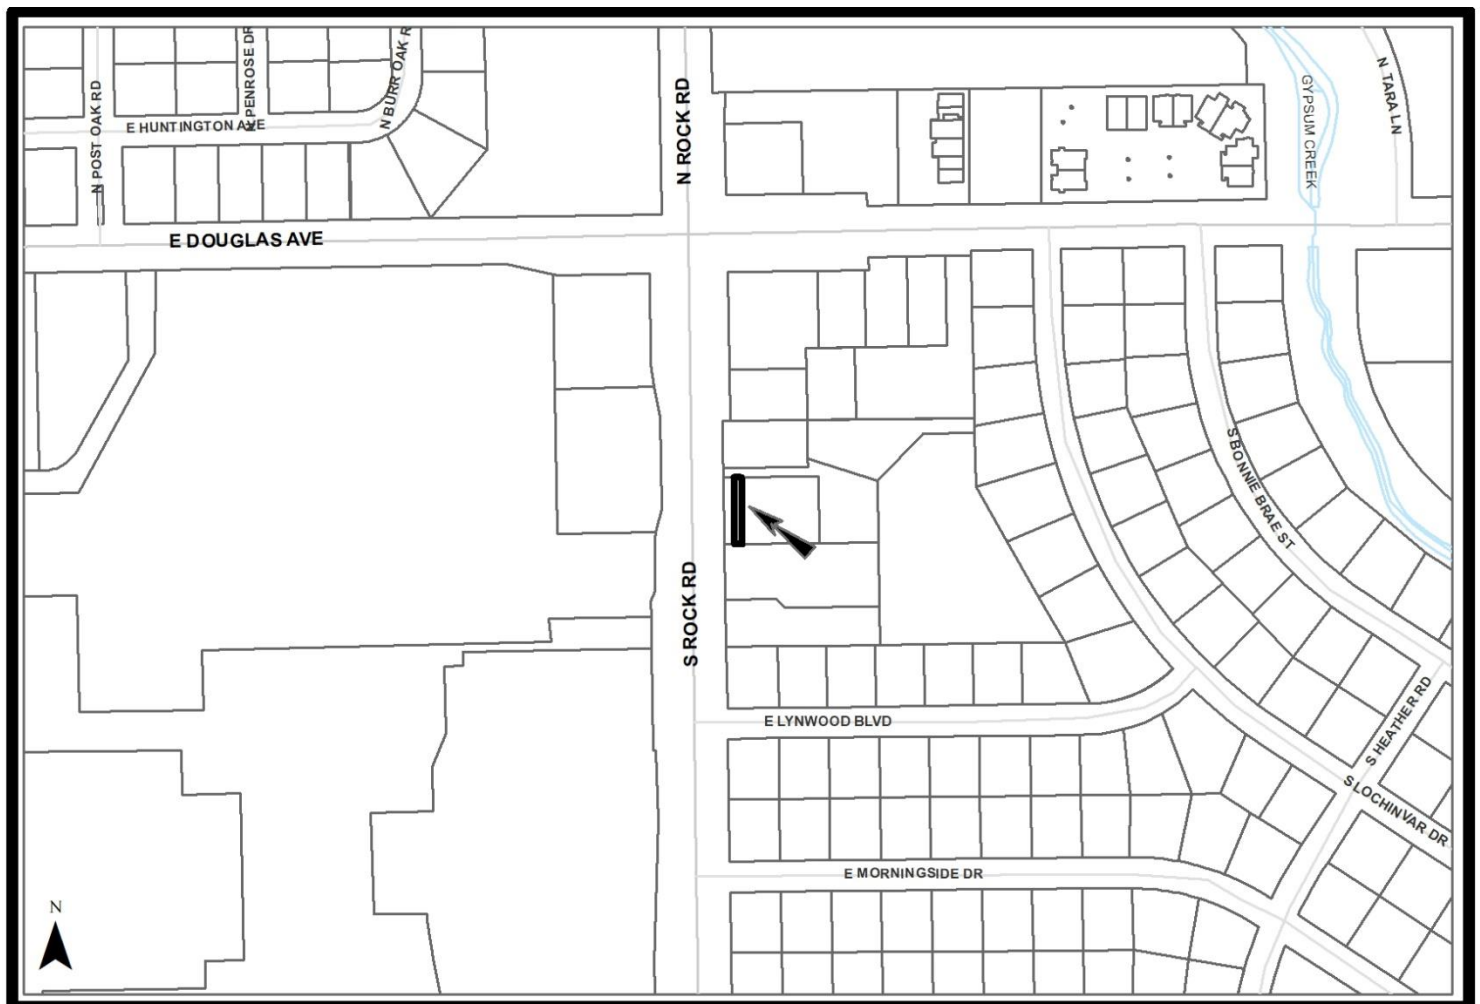 N POST OAK RD
N PENROSE DR
N BURR OAK R
E HUNTINGTON AVE
N ROCK RD
GYPSUM CREEK
N TARA LN
E DOUGLAS AVE
S BONNIE BRAE ST
S ROCK RD
E LYNWOOD BLVD
S HEATHER RD
S LOCHINVAR DR
E MORNINGSIDE DR
N